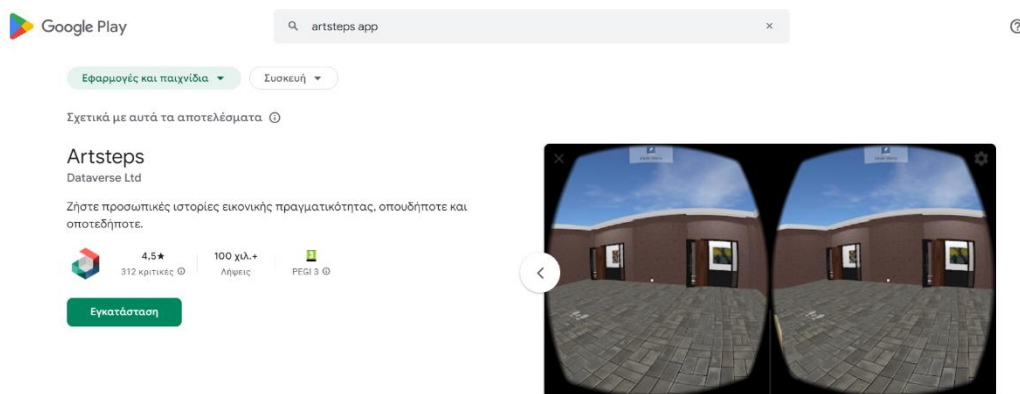 Google Play
artsteps app
Εφαρμογές και παιχνίδια
Συσκευή
Σχετικά με αυτά τα αποτελέσματα
Artsteps
Dataverse Ltd
Ζήστε προσωπικές ιστορίες εικονικής πραγματικότητας, οπουδήποτε και
οποτεδήποτε.
4,5★
312 κριτικές
100 χιλ.+
Λήψεις
3
PEGI 3
Εγκατάσταση